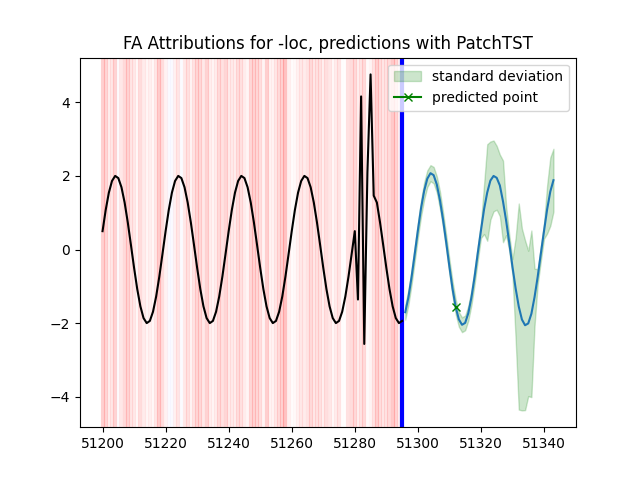 FA Attributions for -loc, predictions with PatchTST
standard deviation
predicted point
4
2
0
−2
−4
51200 51220 51240 51260 51280 51300 51320 51340